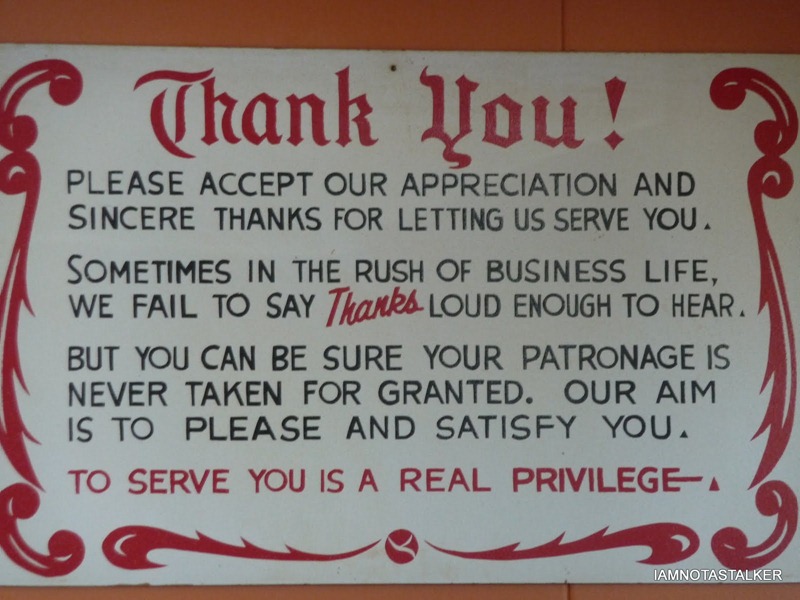 Thank You!
PLEASE ACCEPT OUR APPRECIATION AND
SINCERE THANKS FOR LETTING US SERVE YOU.
SOMETIMES IN THE RUSH OF BUSINESS LIFE,
WE FAIL TO SAY Thanks LOUD ENOUGH TO HEAR.
BUT YOU CAN BE SURE YOUR PATRONAGE IS
NEVER TAKEN FOR GRANTED. OUR AIM
IS TO PLEASE AND SATISFY YOU.
TO SERVE YOU IS A REAL PRIVILEGE—.
IAMNOTASTALKER